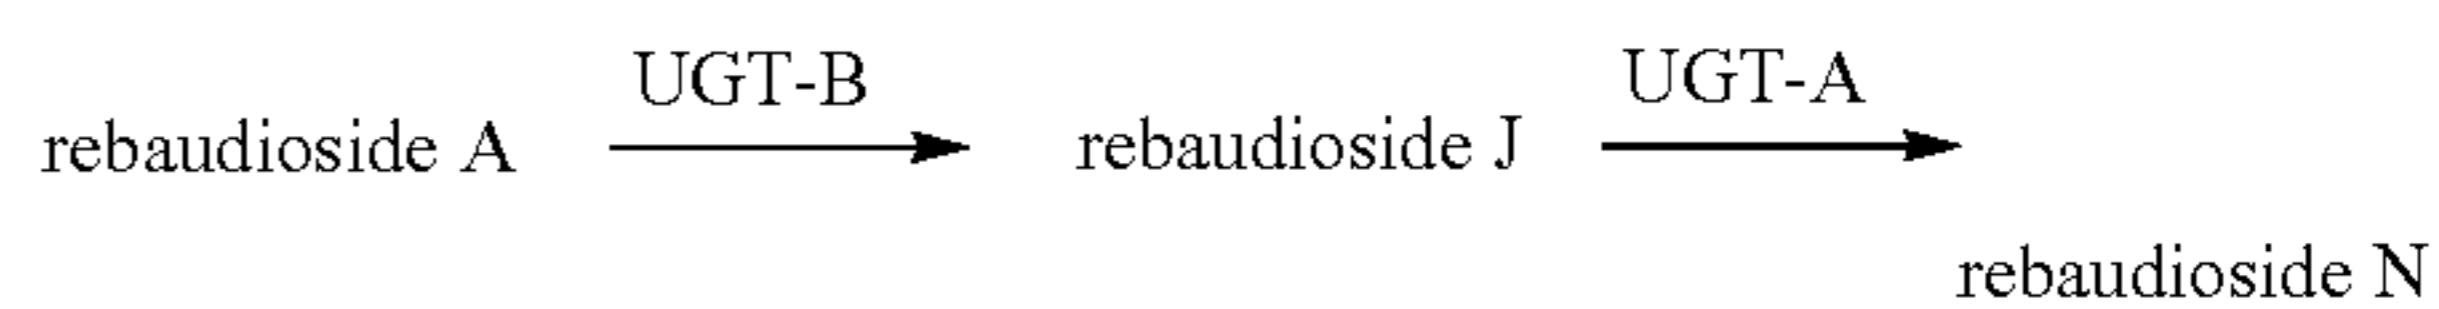 UGT-B
UGT-A
rebaudioside A
rebaudioside J
rebaudioside N